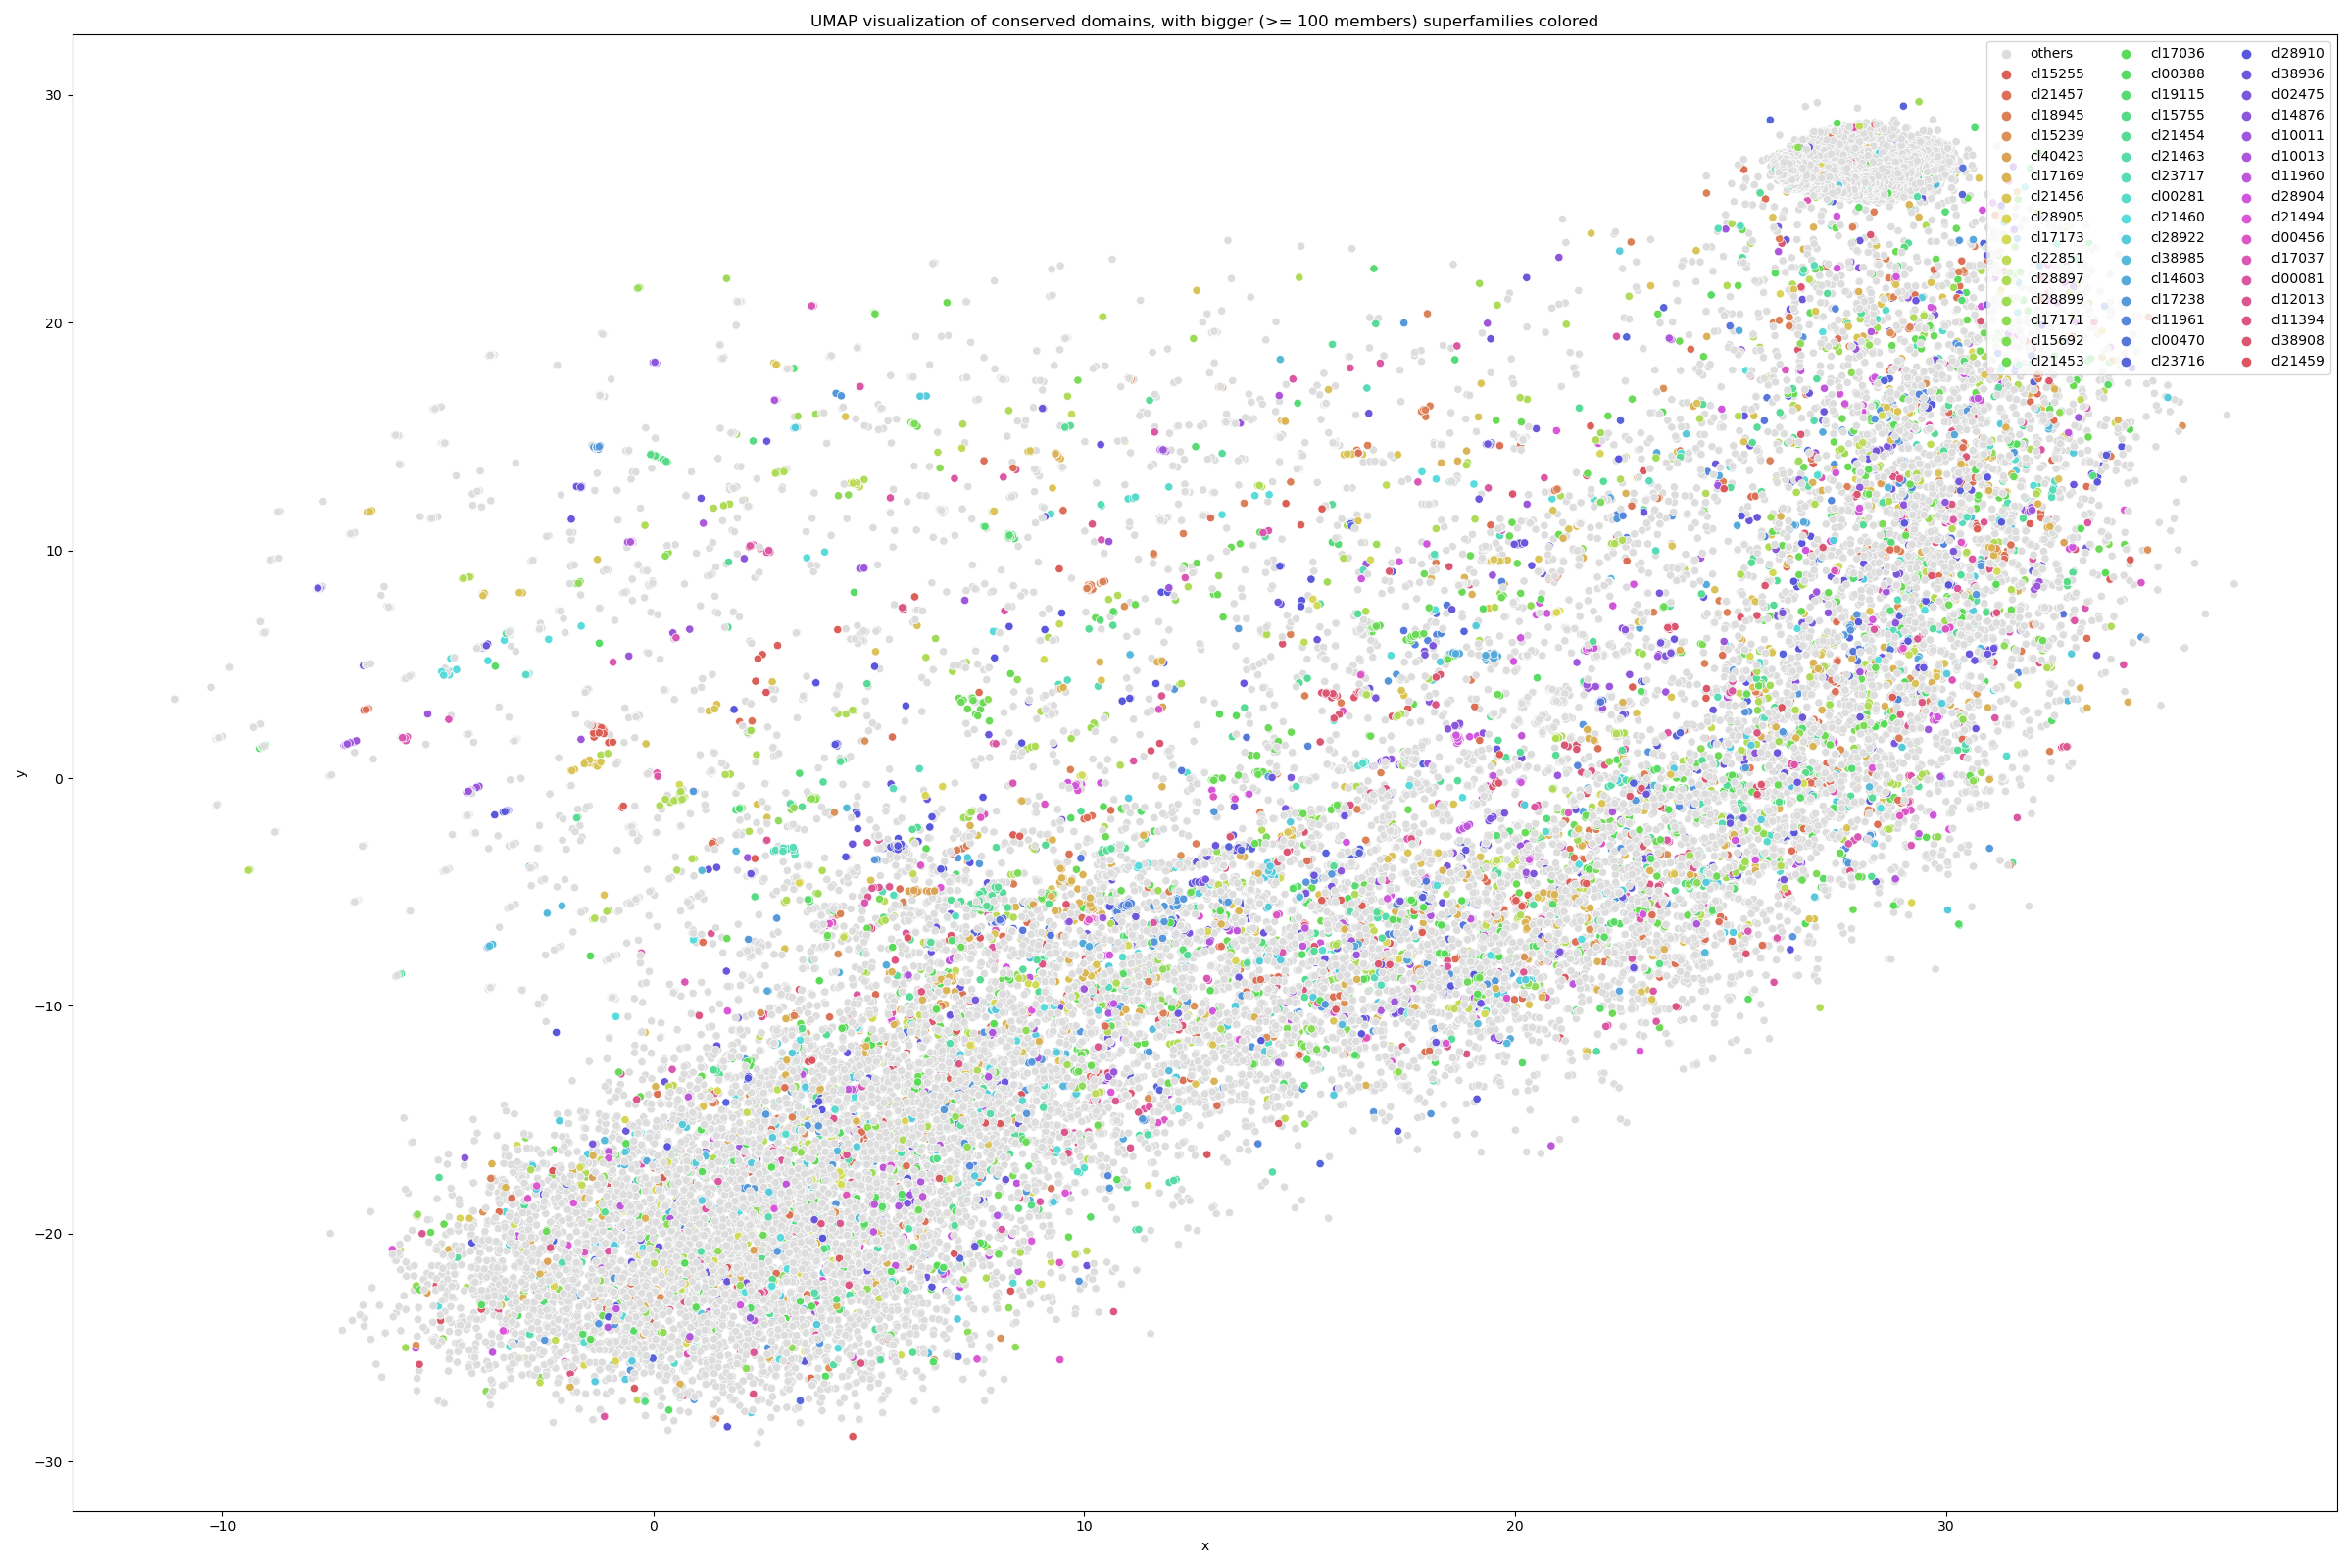 UMAP visualization of conserved domains, with bigger (>= 100 members) superfamilies colored
others cl17036 cl28910
cl15255 cl00388 cl38936
cl21457 cl19115 cl02475
cl18945 cl15755 cl14876
cl15239 cl21454 cl10011
cl40423 cl21463 cl10013
cl17169 cl23717 cl11960
cl21456 cl00281 cl28904
cl28905 cl21460 cl21494
cl17173 cl28922 cl00456
cl22851 cl38985 cl17037
cl28897 cl14603 cl00081
cl28899 cl17238 cl12013
cl17171 cl11961 cl11394
cl15692 cl00470 cl38908
cl21453 cl23716 cl21459
30
20
10
0
−10
−20
−30
y
−10 0 10 20 30
x